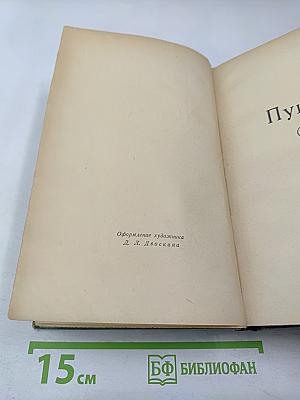 Оформление художника
Д. Л. Двоскина
Пу
15 см
БФ
БИБЛИОФАН